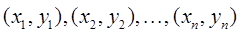 (x₁, y₁), (x₂, y₂), ..., (xₙ, yₙ)